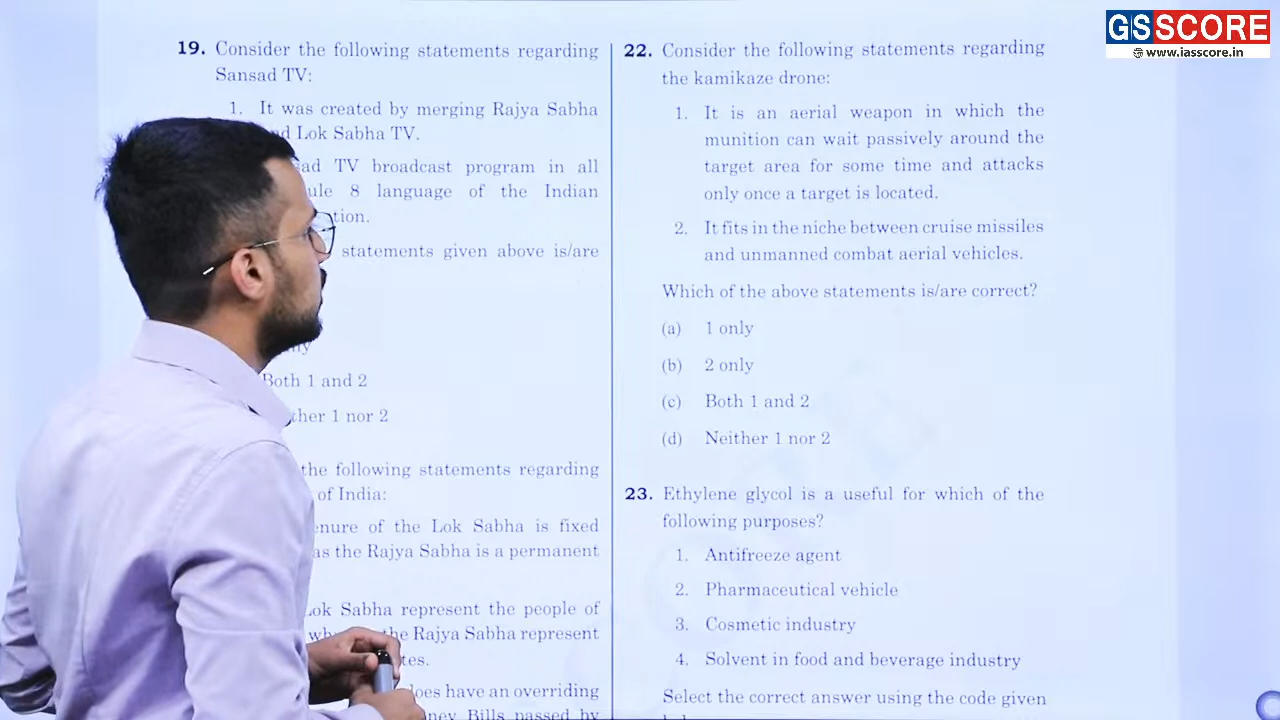 GSSCORE
www.iasscore.in
19. Consider the following statements regarding
Sansad TV:
1. It was created by merging Rajya Sabha
Lok Sabha TV.
TV broadcast program in all
8 language of the Indian
statements given above is/are
Both 1 and 2
1 nor 2
the following statements regarding
of India:
of the Lok Sabha is fixed
as the Rajya Sabha is a permanent
Lok Sabha represent the people of
the Rajya Sabha represent
does have an overriding
Bills passed by
22. Consider the following statements regarding
the kamikaze drone:
1. It is an aerial weapon in which the
munition can wait passively around the
target area for some time and attacks
only once a target is located.
2. It fits in the niche between cruise missiles
and unmanned combat aerial vehicles.
Which of the above statements is/are correct?
(a) 1 only
(b) 2 only
(c) Both 1 and 2
(d) Neither 1 nor 2
23. Ethylene glycol is a useful for which of the
following purposes?
1. Antifreeze agent
2. Pharmaceutical vehicle
3. Cosmetic industry
4. Solvent in food and beverage industry
Select the correct answer using the code given